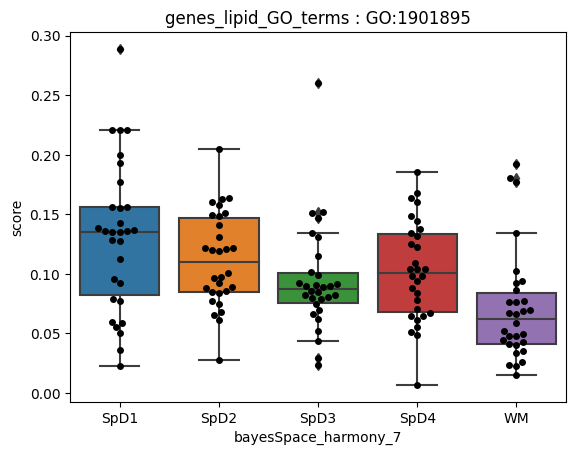 genes_lipid_GO_terms : GO:1901895
0.30
0.25
0.20
0.15
0.10
0.05
0.00
score
SpD1 SpD2 SpD3 SpD4 WM
bayesSpace_harmony_7